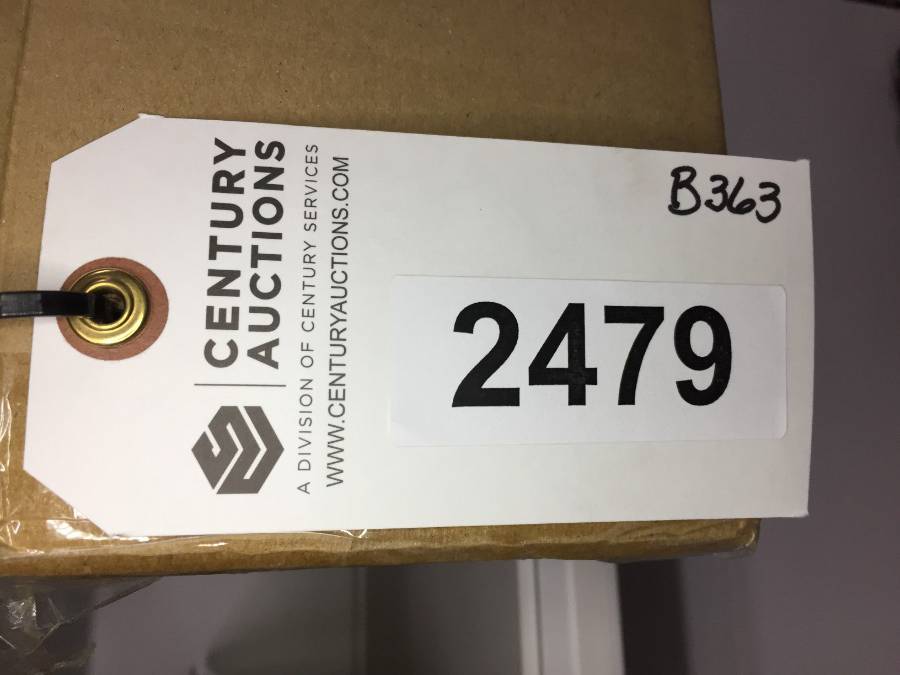 CENTURY
AUCTIONS
A DIVISION OF CENTURY SERVICES
WWW.CENTURYAUCTIONS.COM
B363
2479